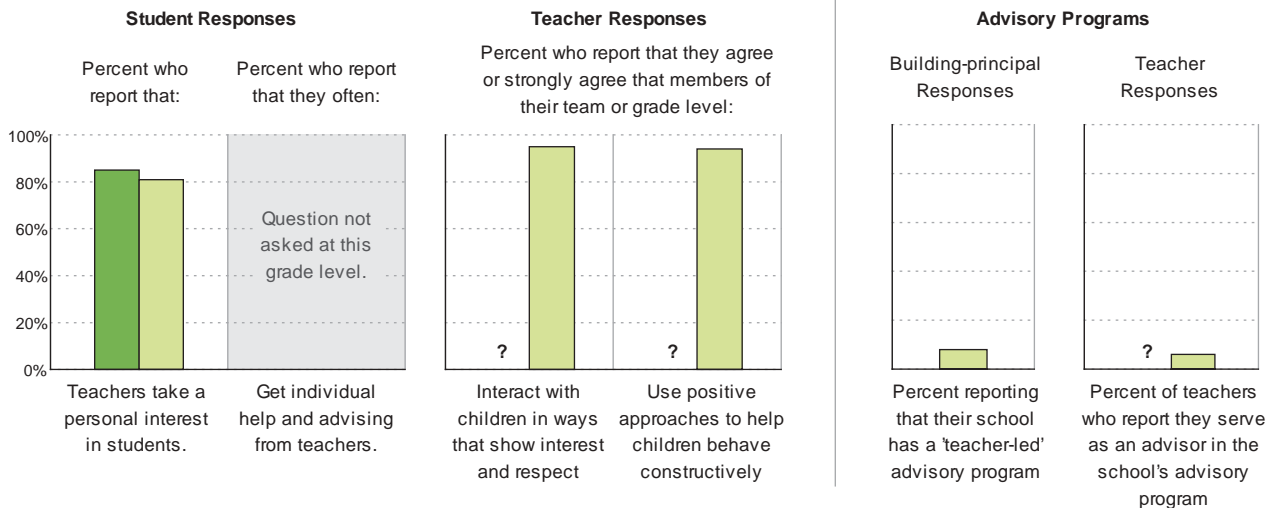 Student Responses
Percent who
report that:
Percent who report
that they often:
100%
80%
60%
40%
20%
0%
Question not
asked at this
grade level.
Teachers take a
personal interest
in students.
Get individual
help and advising
from teachers.
Teacher Responses
Percent who report that they agree
or strongly agree that members of
their team or grade level:
?
?
Interact with
children in ways
that show interest
and respect
Use positive
approaches to help
children behave
constructively
Advisory Programs
Building-principal
Responses
Teacher
Responses
?
Percent reporting
that their school
has a 'teacher-led'
advisory program
Percent of teachers
who report they serve
as an advisor in the
school's advisory
program